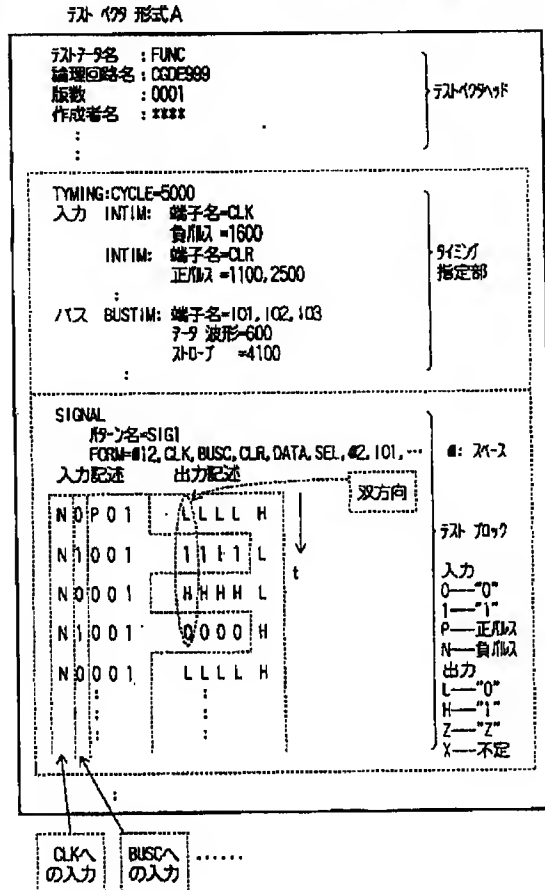 テスト ベクタ 形式A
テストデータ名 :FUNC
論理回路名:CGDE999
版数 :0001
作成者名 :****
:
:
テストベクタヘッド
TYMING:CYCLE=5000
入力 INTIM: 端子名=CLK
負パルス =1600
INTIM: 端子名=CLR
正パルス =1100,2500
:
バス BUSTIM: 端子名=IO1,IO2,IO3
データ 波形=600
ストローブ =4100
:
タイミング
指定部
SIGNAL
パターン名=SIG1
FORM=#12,CLK,BUSC,CLR,DATA,SEL,#2,IO1,…
#: スペース
入力記述 出力記述
双方向
N 0 P 0 1 L L L L H
N 1 0 0 1 1 1 1 1 L
N 0 0 0 1 H H H H L
N 1 0 0 1 0 0 0 0 H
N 0 0 0 1 L L L L H
: : :
: : :
t
テスト ブロック
入力
0──"0"
1──"1"
P──正パルス
N──負パルス
出力
L──"0"
H──"1"
Z──"Z"
X──不定
:
CLKへ
の入力
BUSCへ
の入力
……